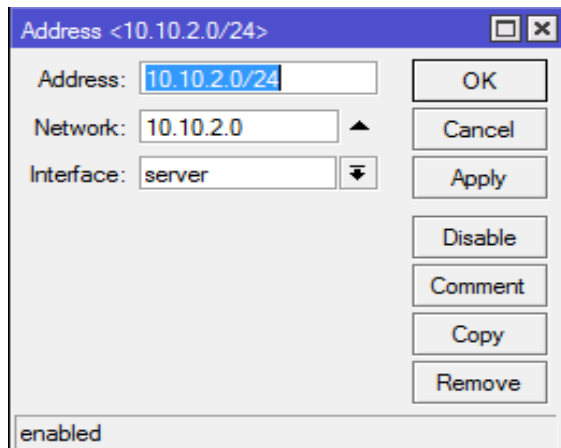 Address <10.10.2.0/24>
Address: 10.10.2.0/24
OK
Network: 10.10.2.0
Cancel
Interface: server
Apply
Disable
Comment
Copy
Remove
enabled